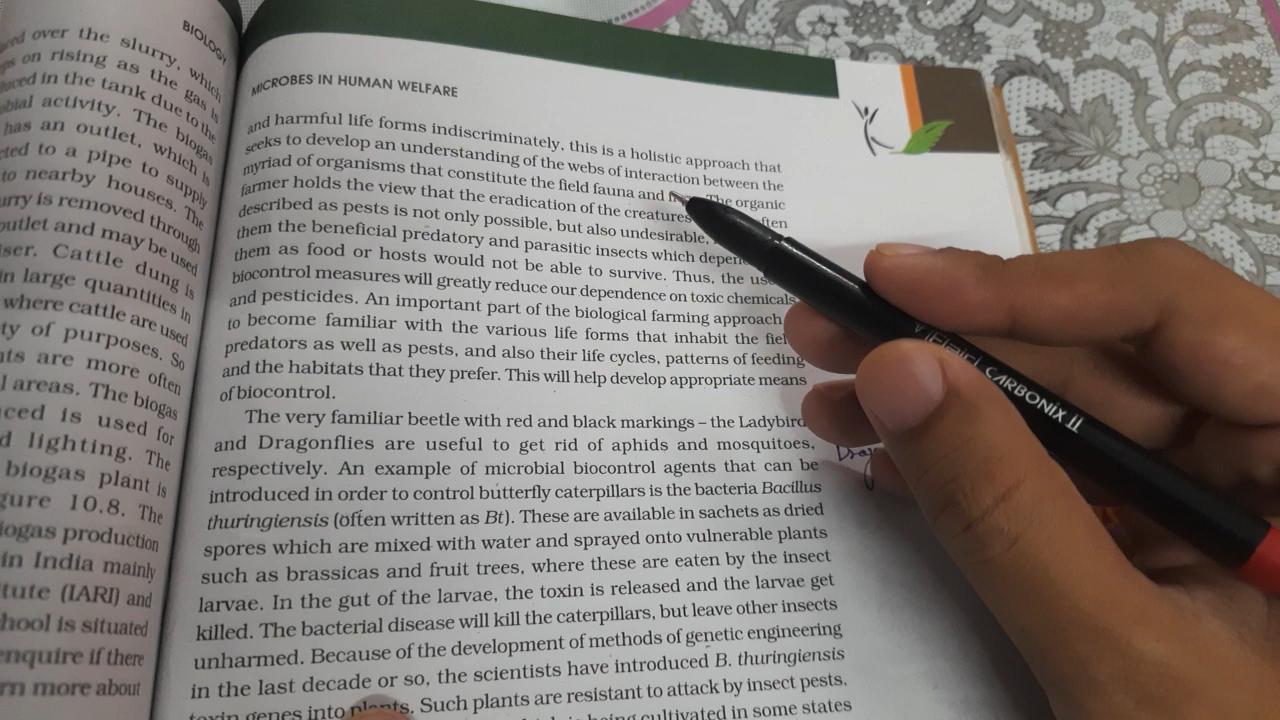 BIOLOGY
over the slurry, which
on rising as the gas is
in the tank due to the
activity. The biogas
has an outlet, which is
to a pipe to supply
to nearby houses. The
is removed through
outlet and may be used
Cattle dung is
in large quantities in
where cattle are used
of purposes. So
are more often
areas. The biogas
is used for
lighting. The
biogas plant is
10.8. The
biogas production
in India mainly
(IARI) and
is situated
enquire if there
more about
MICROBES IN HUMAN WELFARE
and harmful life forms indiscriminately, this is a holistic approach that
seeks to develop an understanding of the webs of interaction between the
myriad of organisms that constitute the field fauna and The organic
farmer holds the view that the eradication of the creatures often
described as pests is not only possible, but also undesirable,
them the beneficial predatory and parasitic insects which
them as food or hosts would not be able to survive. Thus, the
biocontrol measures will greatly reduce our dependence on toxic chemicals
and pesticides. An important part of the biological farming approach
to become familiar with the various life forms that inhabit the
predators as well as pests, and also their life cycles, patterns of feeding
and the habitats that they prefer. This will help develop appropriate means
of biocontrol.
The very familiar beetle with red and black markings – the Ladybird,
and Dragonflies are useful to get rid of aphids and mosquitoes,
respectively. An example of microbial biocontrol agents that can be
introduced in order to control butterfly caterpillars is the bacteria Bacillus
thuringiensis (often written as Bt). These are available in sachets as dried
spores which are mixed with water and sprayed onto vulnerable plants
such as brassicas and fruit trees, where these are eaten by the insect
larvae. In the gut of the larvae, the toxin is released and the larvae get
killed. The bacterial disease will kill the caterpillars, but leave other insects
unharmed. Because of the development of methods of genetic engineering
in the last decade or so, the scientists have introduced B. thuringiensis
toxin genes into plants. Such plants are resistant to attack by insect pests.
is being cultivated in some states
CARBONIX II